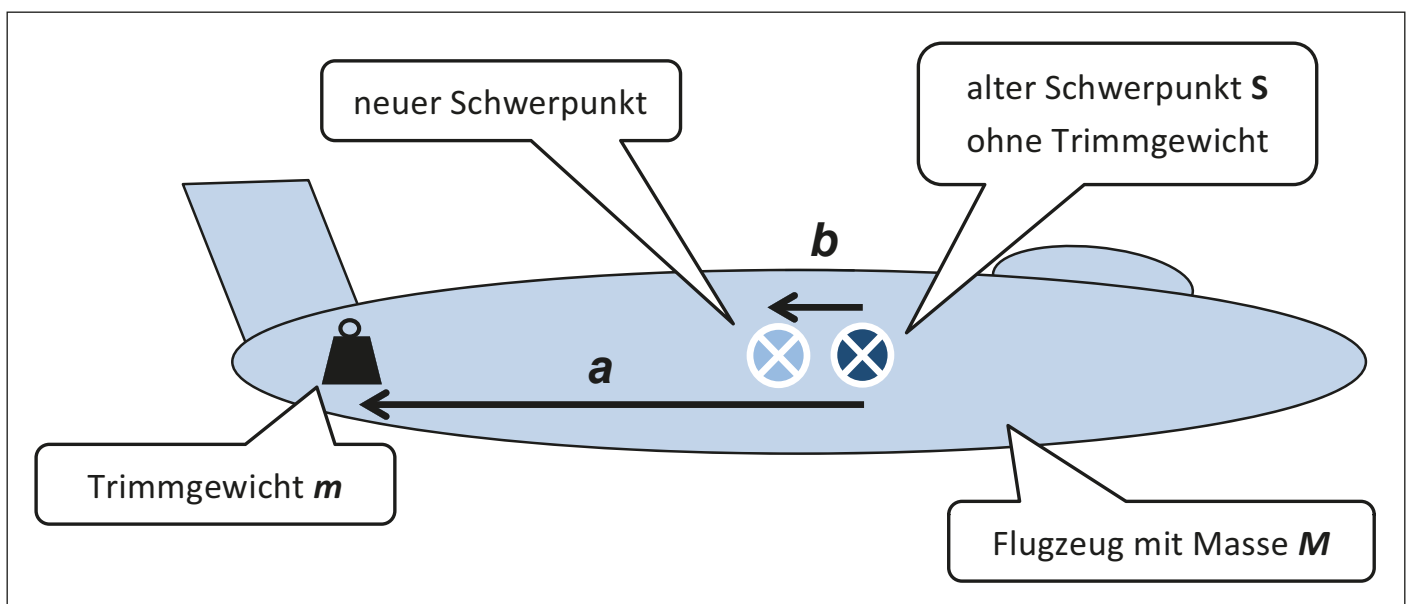 neuer Schwerpunkt
alter Schwerpunkt S
ohne Trimmgewicht
b
a
Trimmgewicht m
Flugzeug mit Masse M